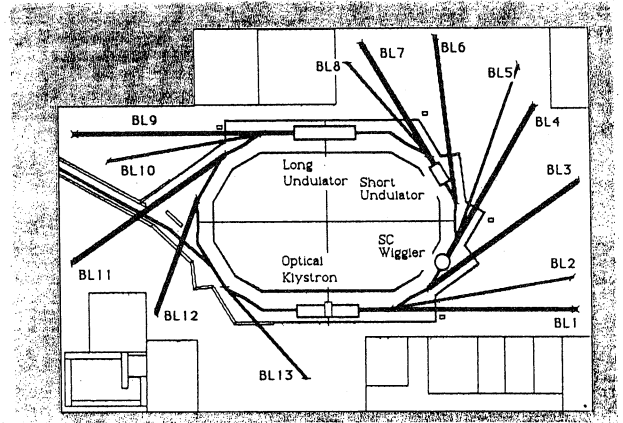 BL6
BL7
BL8
BL5
BL4
BL9
BL10
BL3
Long
Undulator
Short
Undulator
SC
Wiggler
Optical
Klystron
BL2
BL11
BL12
BL1
BL13